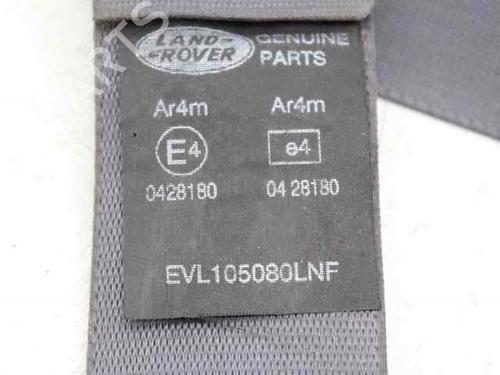 LAND-
ROVER
GENUINE
PARTS
Ar4m Ar4m
E4 e4
0428180 04 28180
EVL105080LNF